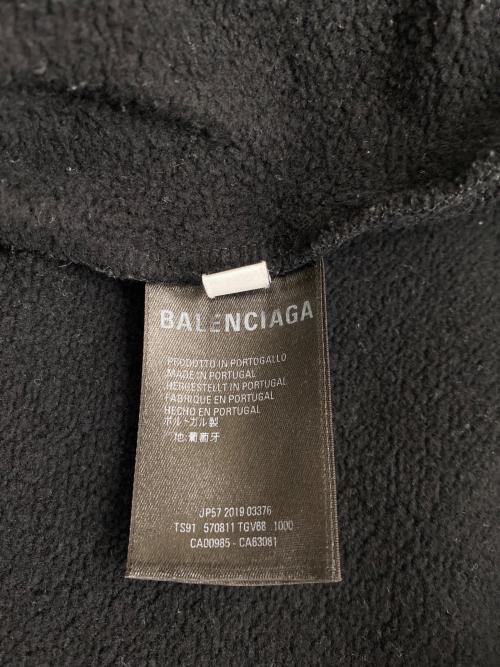 BALENCIAGA
PRODOTTO IN PORTOGALLO
MADE IN PORTUGAL
HERGESTELLT IN PORTUGAL
FABRIQUE EN PORTUGAL
HECHO EN PORTUGAL
ポルトガル製
地:葡萄牙
JP57 2019 03376
TS91 570811 TGV68 1000
CA00985 - CA63081